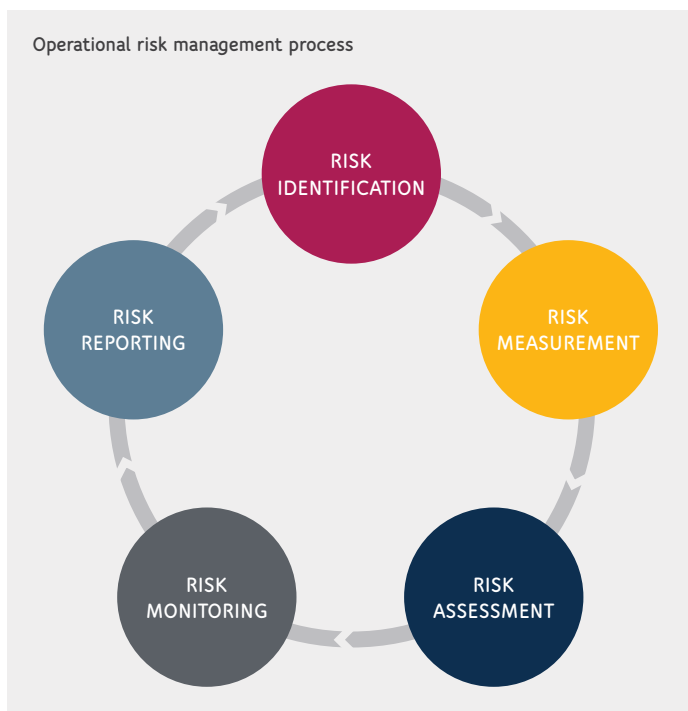 Operational risk management process
RISK
IDENTIFICATION
RISK
MEASUREMENT
RISK
ASSESSMENT
RISK
MONITORING
RISK
REPORTING